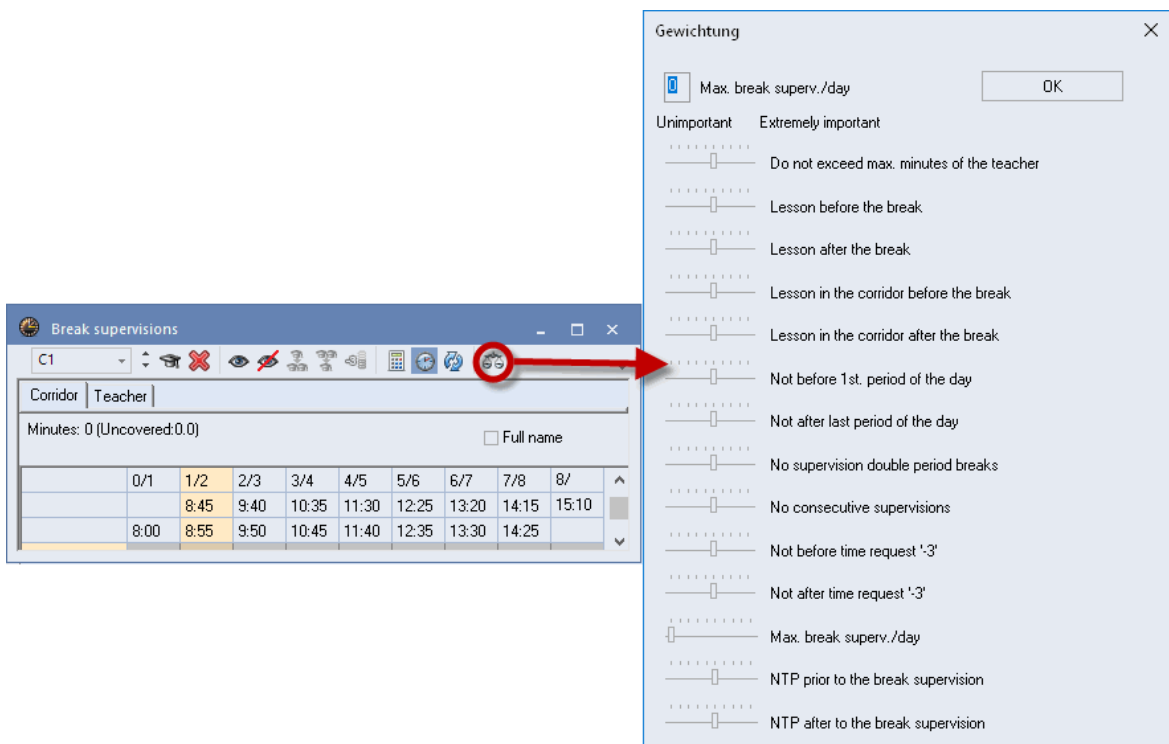 Break supervisions
C1
Corridor Teacher
Minutes: 0 (Uncovered:0.0)
Full name
0/1 1/2 2/3 3/4 4/5 5/6 6/7 7/8 8/
8:45 9:40 10:35 11:30 12:25 13:20 14:15 15:10
8:00 8:55 9:50 10:45 11:40 12:35 13:30 14:25
Gewichtung
0 Max. break superv./day OK
Unimportant Extremely important
Do not exceed max. minutes of the teacher
Lesson before the break
Lesson after the break
Lesson in the corridor before the break
Lesson in the corridor after the break
Not before 1st. period of the day
Not after last period of the day
No supervision double period breaks
No consecutive supervisions
Not before time request '-3'
Not after time request '-3'
Max. break superv./day
NTP prior to the break supervision
NTP after to the break supervision